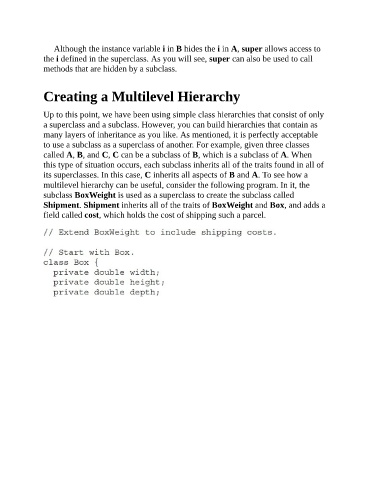 Although the instance variable i in B hides the i in A, super allows access to
the i defined in the superclass. As you will see, super can also be used to call
methods that are hidden by a subclass.
Creating a Multilevel Hierarchy
Up to this point, we have been using simple class hierarchies that consist of only
a superclass and a subclass. However, you can build hierarchies that contain as
many layers of inheritance as you like. As mentioned, it is perfectly acceptable
to use a subclass as a superclass of another. For example, given three classes
called A, B, and C, C can be a subclass of B, which is a subclass of A. When
this type of situation occurs, each subclass inherits all of the traits found in all of
its superclasses. In this case, C inherits all aspects of B and A. To see how a
multilevel hierarchy can be useful, consider the following program. In it, the
subclass BoxWeight is used as a superclass to create the subclass called
Shipment. Shipment inherits all of the traits of BoxWeight and Box, and adds a
field called cost, which holds the cost of shipping such a parcel.
// Extend BoxWeight to include shipping costs.
// Start with Box.
class Box {
  private double width;
  private double height;
  private double depth;